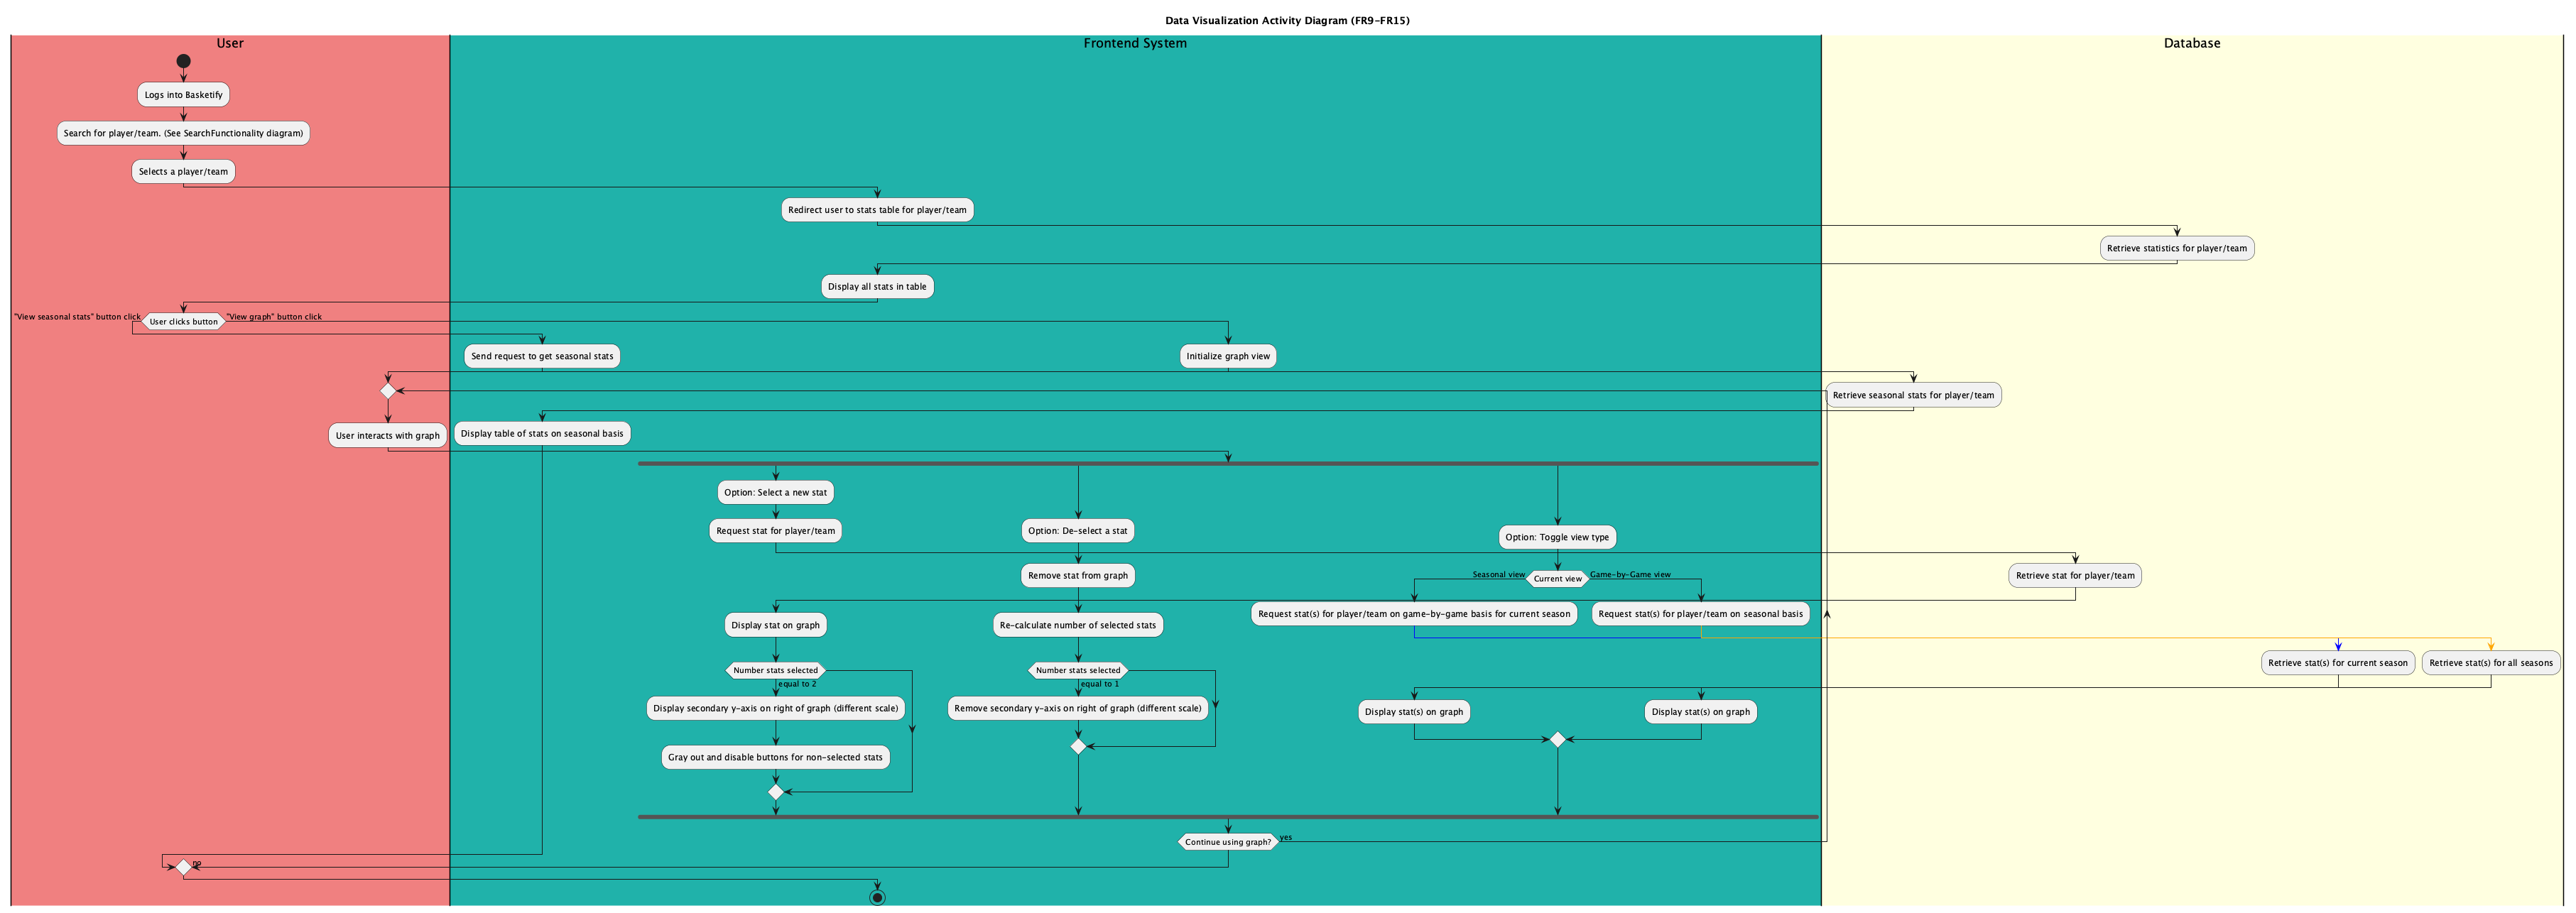 Data Visualization Activity Diagram (FR9-FR15)
User
Frontend System
Database
Logs into Basketify
Search for player/team. (See SearchFunctionality diagram)
Selects a player/team
Redirect user to stats table for player/team
Retrieve statistics for player/team
Display all stats in table
"View seasonal stats" button click
User clicks button
"View graph" button click
Send request to get seasonal stats
Initialize graph view
Retrieve seasonal stats for player/team
User interacts with graph
Display table of stats on seasonal basis
Option: Select a new stat
Request stat for player/team
Option: De-select a stat
Option: Toggle view type
Remove stat from graph
Seasonal view
Current view
Game-by-Game view
Retrieve stat for player/team
Display stat on graph
Re-calculate number of selected stats
Request stat(s) for player/team on game-by-game basis for current season
Request stat(s) for player/team on seasonal basis
Number stats selected
equal to 2
Number stats selected
equal to 1
Retrieve stat(s) for current season
Retrieve stat(s) for all seasons
Display secondary y-axis on right of graph (different scale)
Remove secondary y-axis on right of graph (different scale)
Display stat(s) on graph
Display stat(s) on graph
Gray out and disable buttons for non-selected stats
Continue using graph?
yes
no